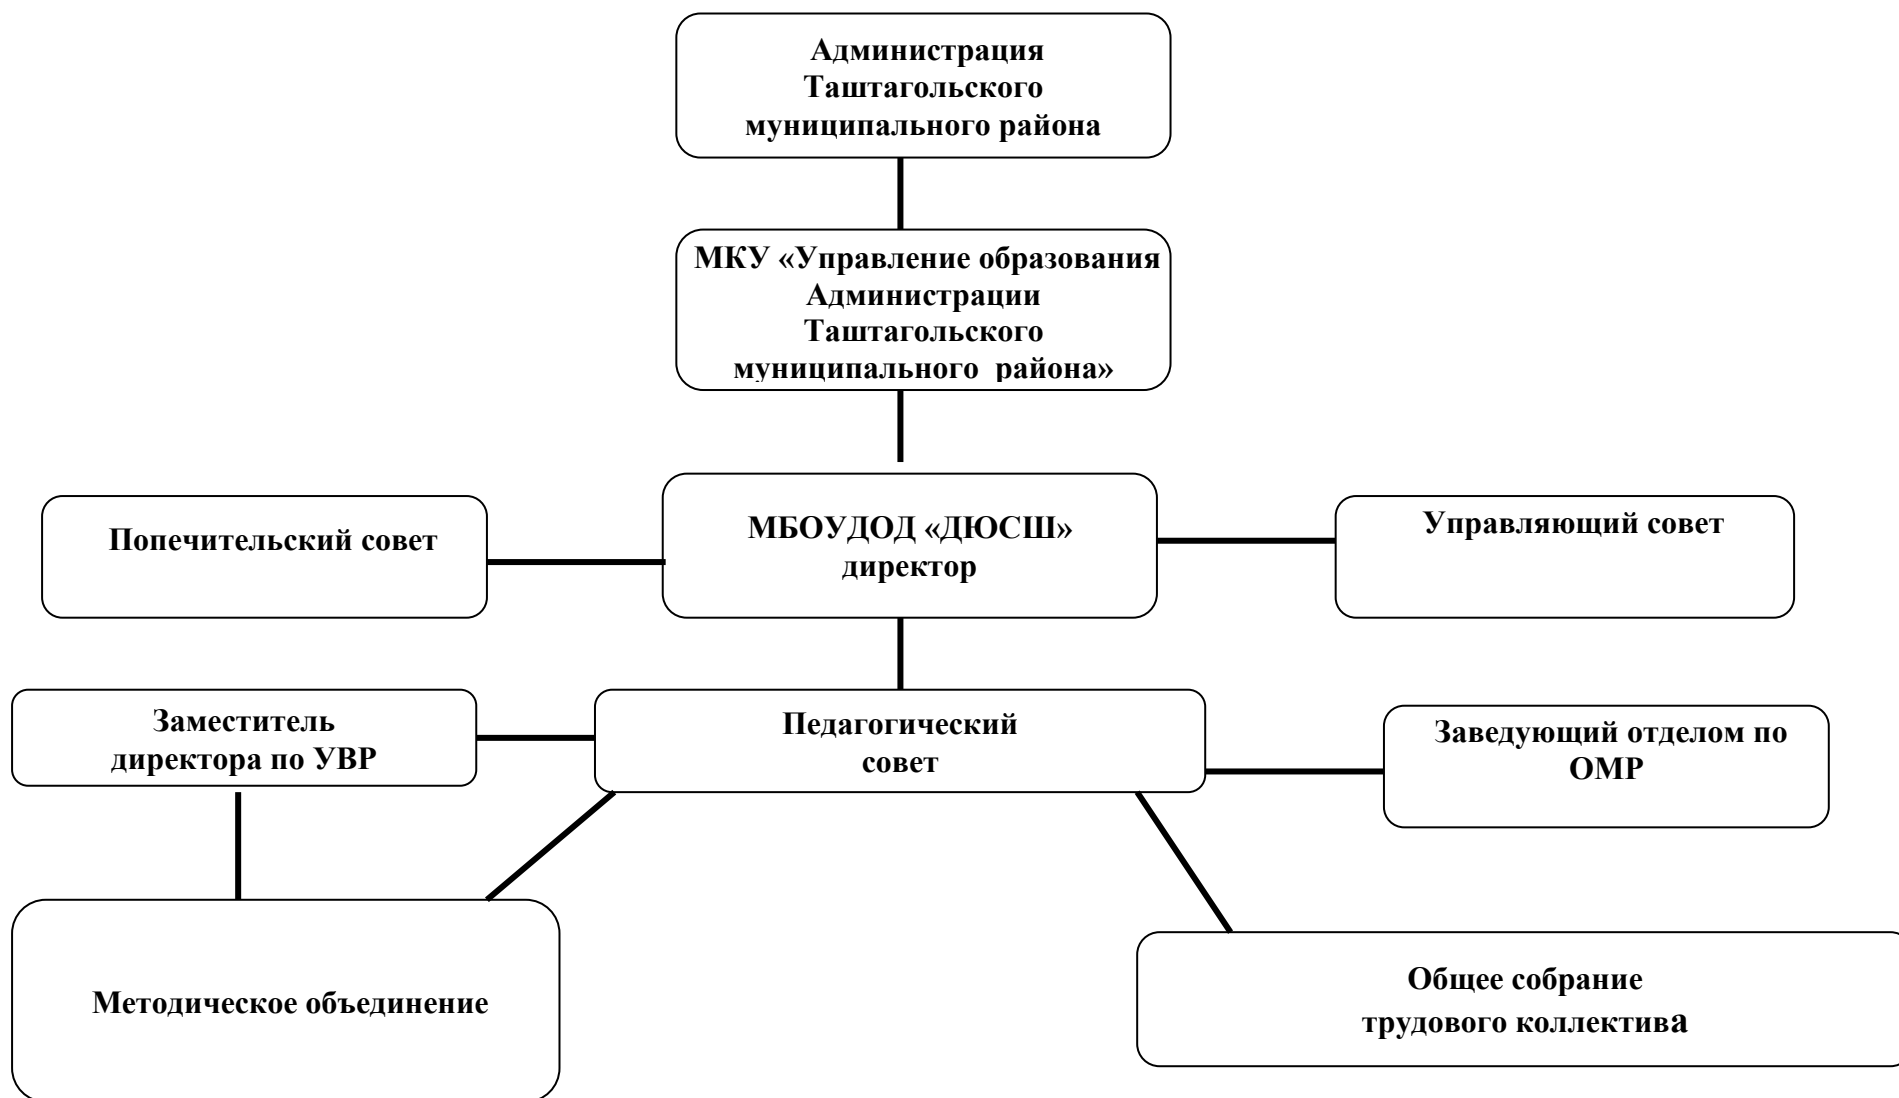 Администрация
Таштагольского
муниципального района
МКУ «Управление образования
Администрации
Таштагольского
муниципального района»
Попечительский совет
МБОУДОД «ДЮСШ»
директор
Управляющий совет
Заместитель
директора по УВР
Педагогический
совет
Заведующий отделом по
ОМР
Методическое объединение
Общее собрание
трудового коллектива